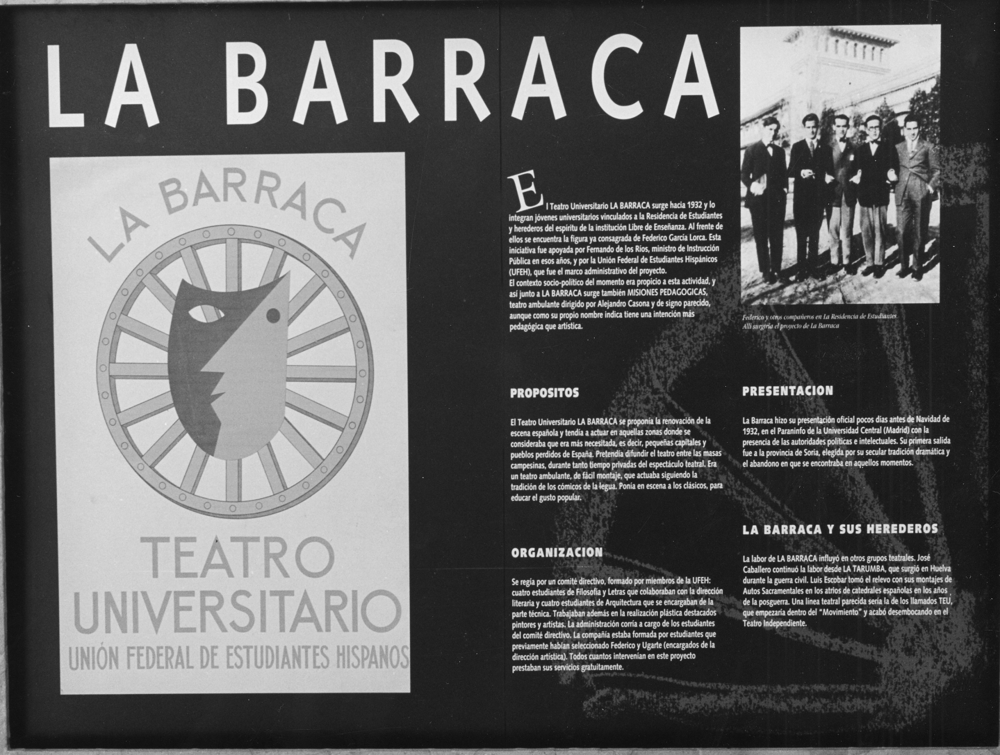 LA BARRACA
LA BARRACA
TEATRO
UNIVERSITARIO
UNIÓN FEDERAL DE ESTUDIANTES HISPANOS
El Teatro Universitario LA BARRACA surge hacia 1932 y lo
integran jóvenes universitarios vinculados a la Residencia de Estudiantes
y herederos del espíritu de la institución Libre de Enseñanza. Al frente de
ellos se encuentra la figura ya consagrada de Federico García Lorca. Esta
iniciativa fue apoyada por Fernando de los Ríos, ministro de Instrucción
Pública en esos años, y por la Unión Federal de Estudiantes Hispánicos
(UFEH), que fue el marco administrativo del proyecto.
El contexto socio-político del momento era propicio a esta actividad, y
así junto a LA BARRACA surge también MISIONES PEDAGOGICAS,
teatro ambulante dirigido por Alejandro Casona y de signo parecido,
aunque como su propio nombre indica tiene una intención más
pedagógica que artística.
Federico y otros compañeros en La Residencia de Estudiantes.
Allí surgiría el proyecto de La Barraca
PROPOSITOS
El Teatro Universitario LA BARRACA se proponía la renovación de la
escena española y tendía a actuar en aquellas zonas donde se
consideraba que era más necesitada, es decir, pequeñas capitales y
pueblos perdidos de España. Pretendía difundir el teatro entre las masas
campesinas, durante tanto tiempo privadas del espectáculo teatral. Era
un teatro ambulante, de fácil montaje, que actuaba siguiendo la
tradición de los cómicos de la legua. Ponía en escena a los clásicos, para
educar el gusto popular.
ORGANIZACION
Se regía por un comité directivo, formado por miembros de la UFEH:
cuatro estudiantes de Filosofía y Letras que colaboraban con la dirección
literaria y cuatro estudiantes de Arquitectura que se encargaban de la
parte técnica. Trabajaban además en la realización plástica destacados
pintores y artistas. La administración corría a cargo de los estudiantes
del comité directivo. La compañía estaba formada por estudiantes que
previamente habían seleccionado Federico y Ugarte (encargados de la
dirección artística). Todos cuantos intervenían en este proyecto
prestaban sus servicios gratuitamente.
PRESENTACION
La Barraca hizo su presentación oficial pocos días antes de Navidad de
1932, en el Paraninfo de la Universidad Central (Madrid) con la
presencia de las autoridades políticas e intelectuales. Su primera salida
fue a la provincia de Soria, elegida por su secular tradición dramática y
el abandono en que se encontraba en aquellos momentos.
LA BARRACA Y SUS HEREDEROS
La labor de LA BARRACA influyó en otros grupos teatrales. José
Caballero continuó la labor desde LA TARUMBA, que surgió en Huelva
durante la guerra civil. Luis Escobar tomó el relevo con sus montajes de
Autos Sacramentales en los atrios de catedrales españolas en los años
de la posguerra. Una línea teatral parecida sería la de los llamados TEU,
que empezaría dentro del "Movimiento" y acabó desembocando en el
Teatro Independiente.